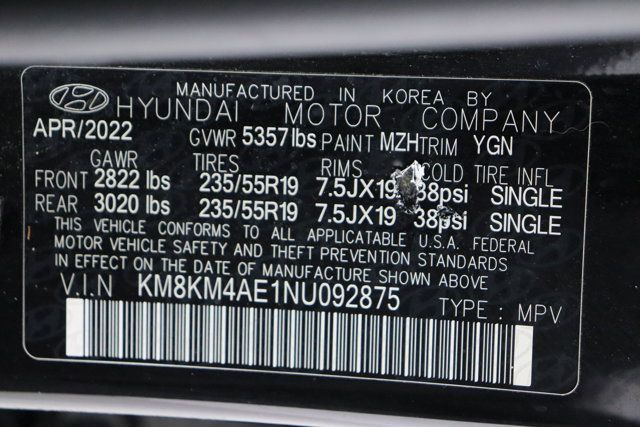 MANUFACTURED IN KOREA BY
HYUNDAI MOTOR COMPANY
APR/2022 GVWR 5357lbs PAINT MZH TRIM YGN
GAWR TIRES RIMS COLD TIRE INFL
FRONT 2822 lbs 235/55R19 7.5JX19 38psi SINGLE
REAR 3020 lbs 235/55R19 7.5JX19 38psi SINGLE
THIS VEHICLE CONFORMS TO ALL APPLICATABLE U.S.A. FEDERAL
MOTOR VEHICLE SAFETY AND THEFT PREVENTION STANDARDS
IN EFFECT ON THE DATE OF MANUFACTURE SHOWN ABOVE
V.I.N KM8KM4AE1NU092875 TYPE : MPV